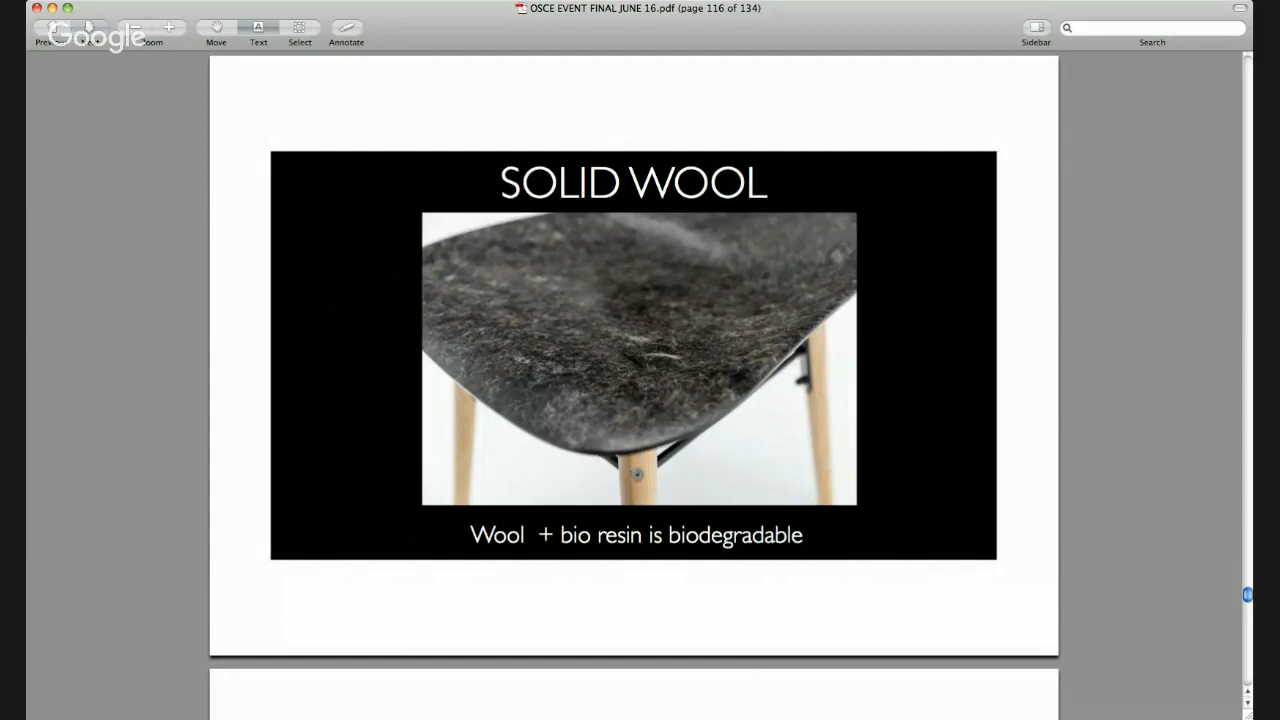 OSCE EVENT FINAL JUNE 16.pdf (page 116 of 134)
Google
Zoom
Move
Text
Select
Annotate
Sidebar
Search
SOLID WOOL
Wool + bio resin is biodegradable